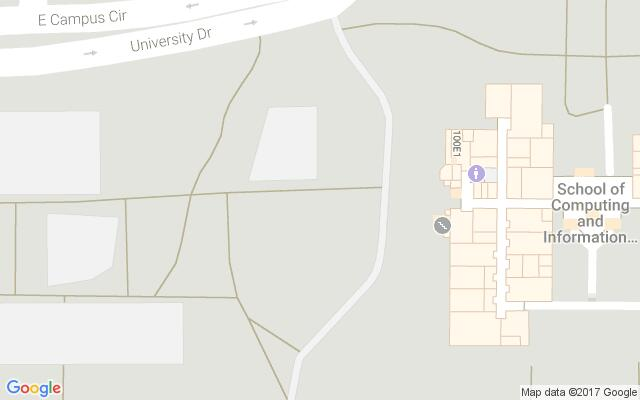 E Campus Cir
University Dr
100E1
School of
Computing
and
Information...
Google
Map data ©2017 Google